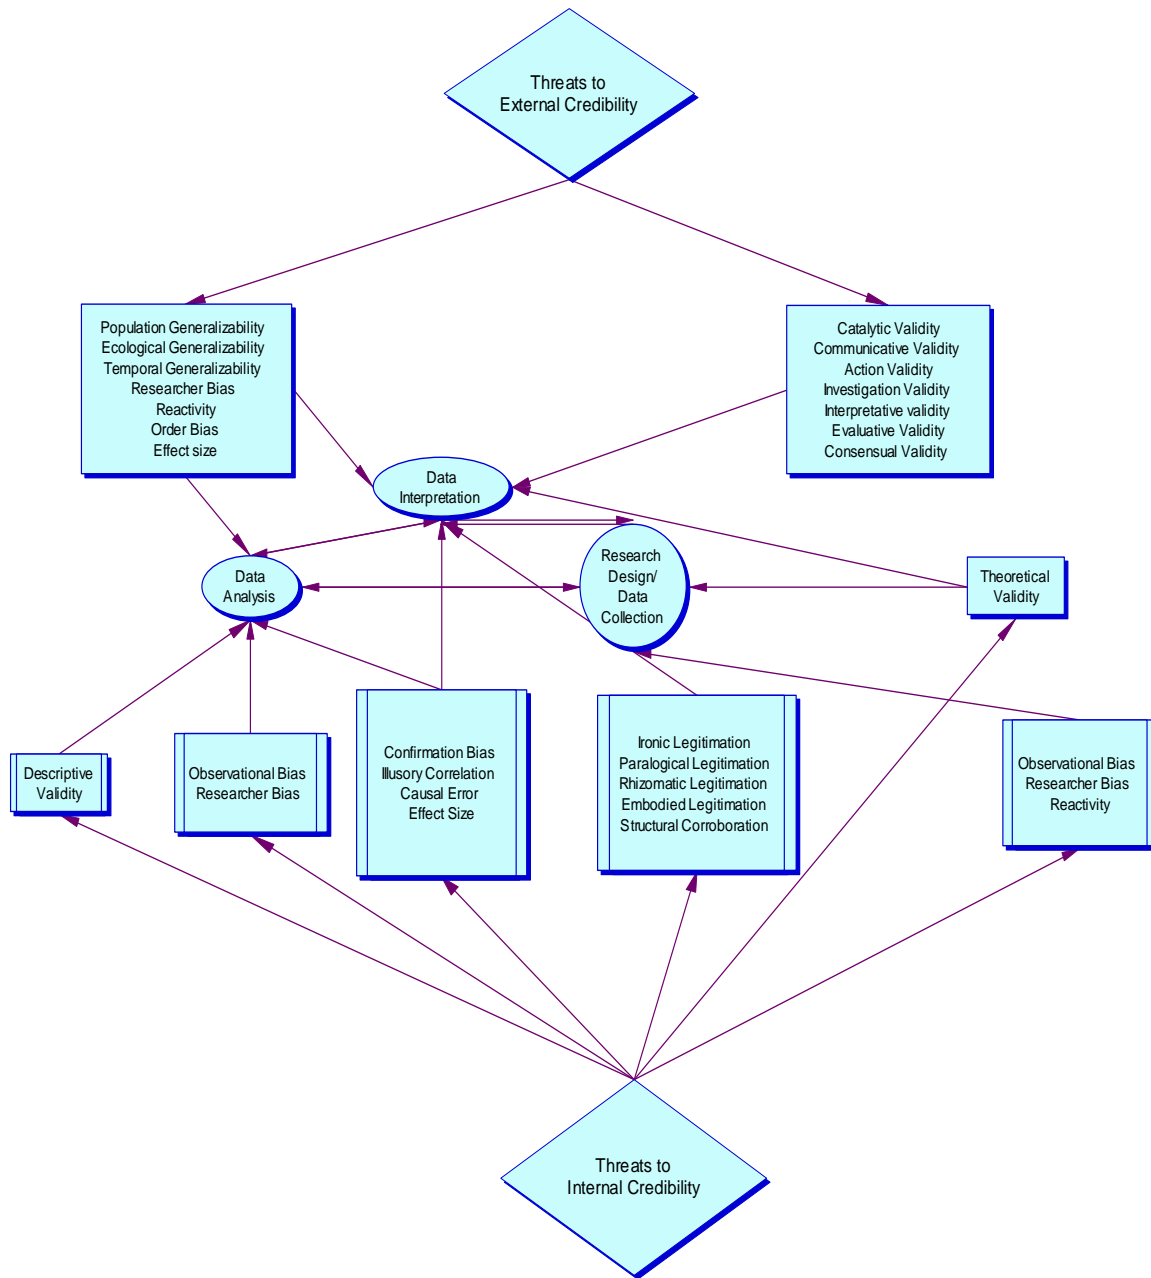 Threats to
External Credibility
Population Generalizability
Ecological Generalizability
Temporal Generalizability
Researcher Bias
Reactivity
Order Bias
Effect size
Catalytic Validity
Communicative Validity
Action Validity
Investigation Validity
Interpretative validity
Evaluative Validity
Consensual Validity
Data
Interpretation
Data
Analysis
Research
Design/
Data
Collection
Theoretical
Validity
Descriptive
Validity
Observational Bias
Researcher Bias
Confirmation Bias
Illusory Correlation
Causal Error
Effect Size
Ironic Legitimation
Paralogical Legitimation
Rhizomatic Legitimation
Embodied Legitimation
Structural Corroboration
Observational Bias
Researcher Bias
Reactivity
Threats to
Internal Credibility